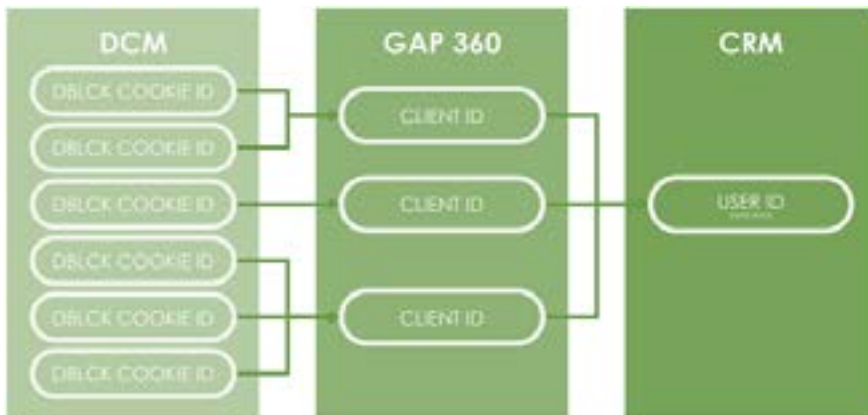 DCM
DBLCK COOKIE ID
DBLCK COOKIE ID
DBLCK COOKIE ID
DBLCK COOKIE ID
DBLCK COOKIE ID
DBLCK COOKIE ID
GAP 360
CLIENT ID
CLIENT ID
CLIENT ID
CRM
USER ID